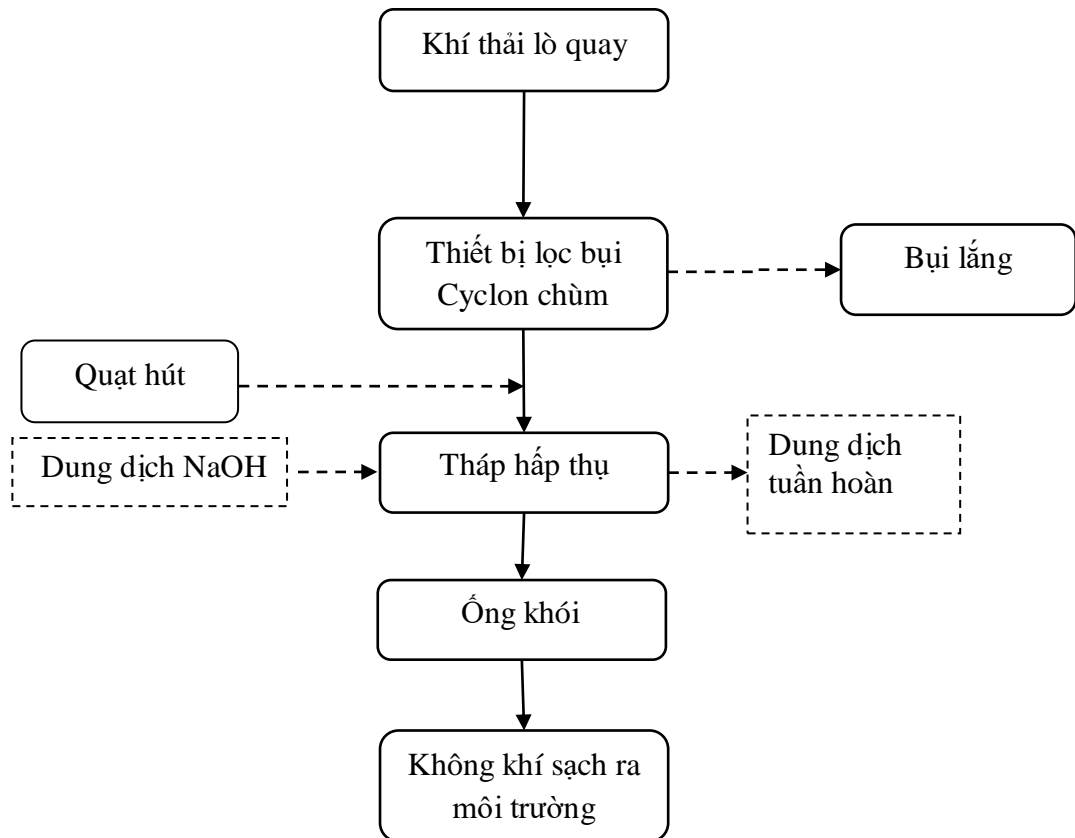 Khí thải lò quay
Thiết bị lọc bụi
Cyclon chùm
Bụi lắng
Quạt hút
Dung dịch NaOH
Tháp hấp thụ
Dung dịch
tuần hoàn
Ống khói
Không khí sạch ra
môi trường